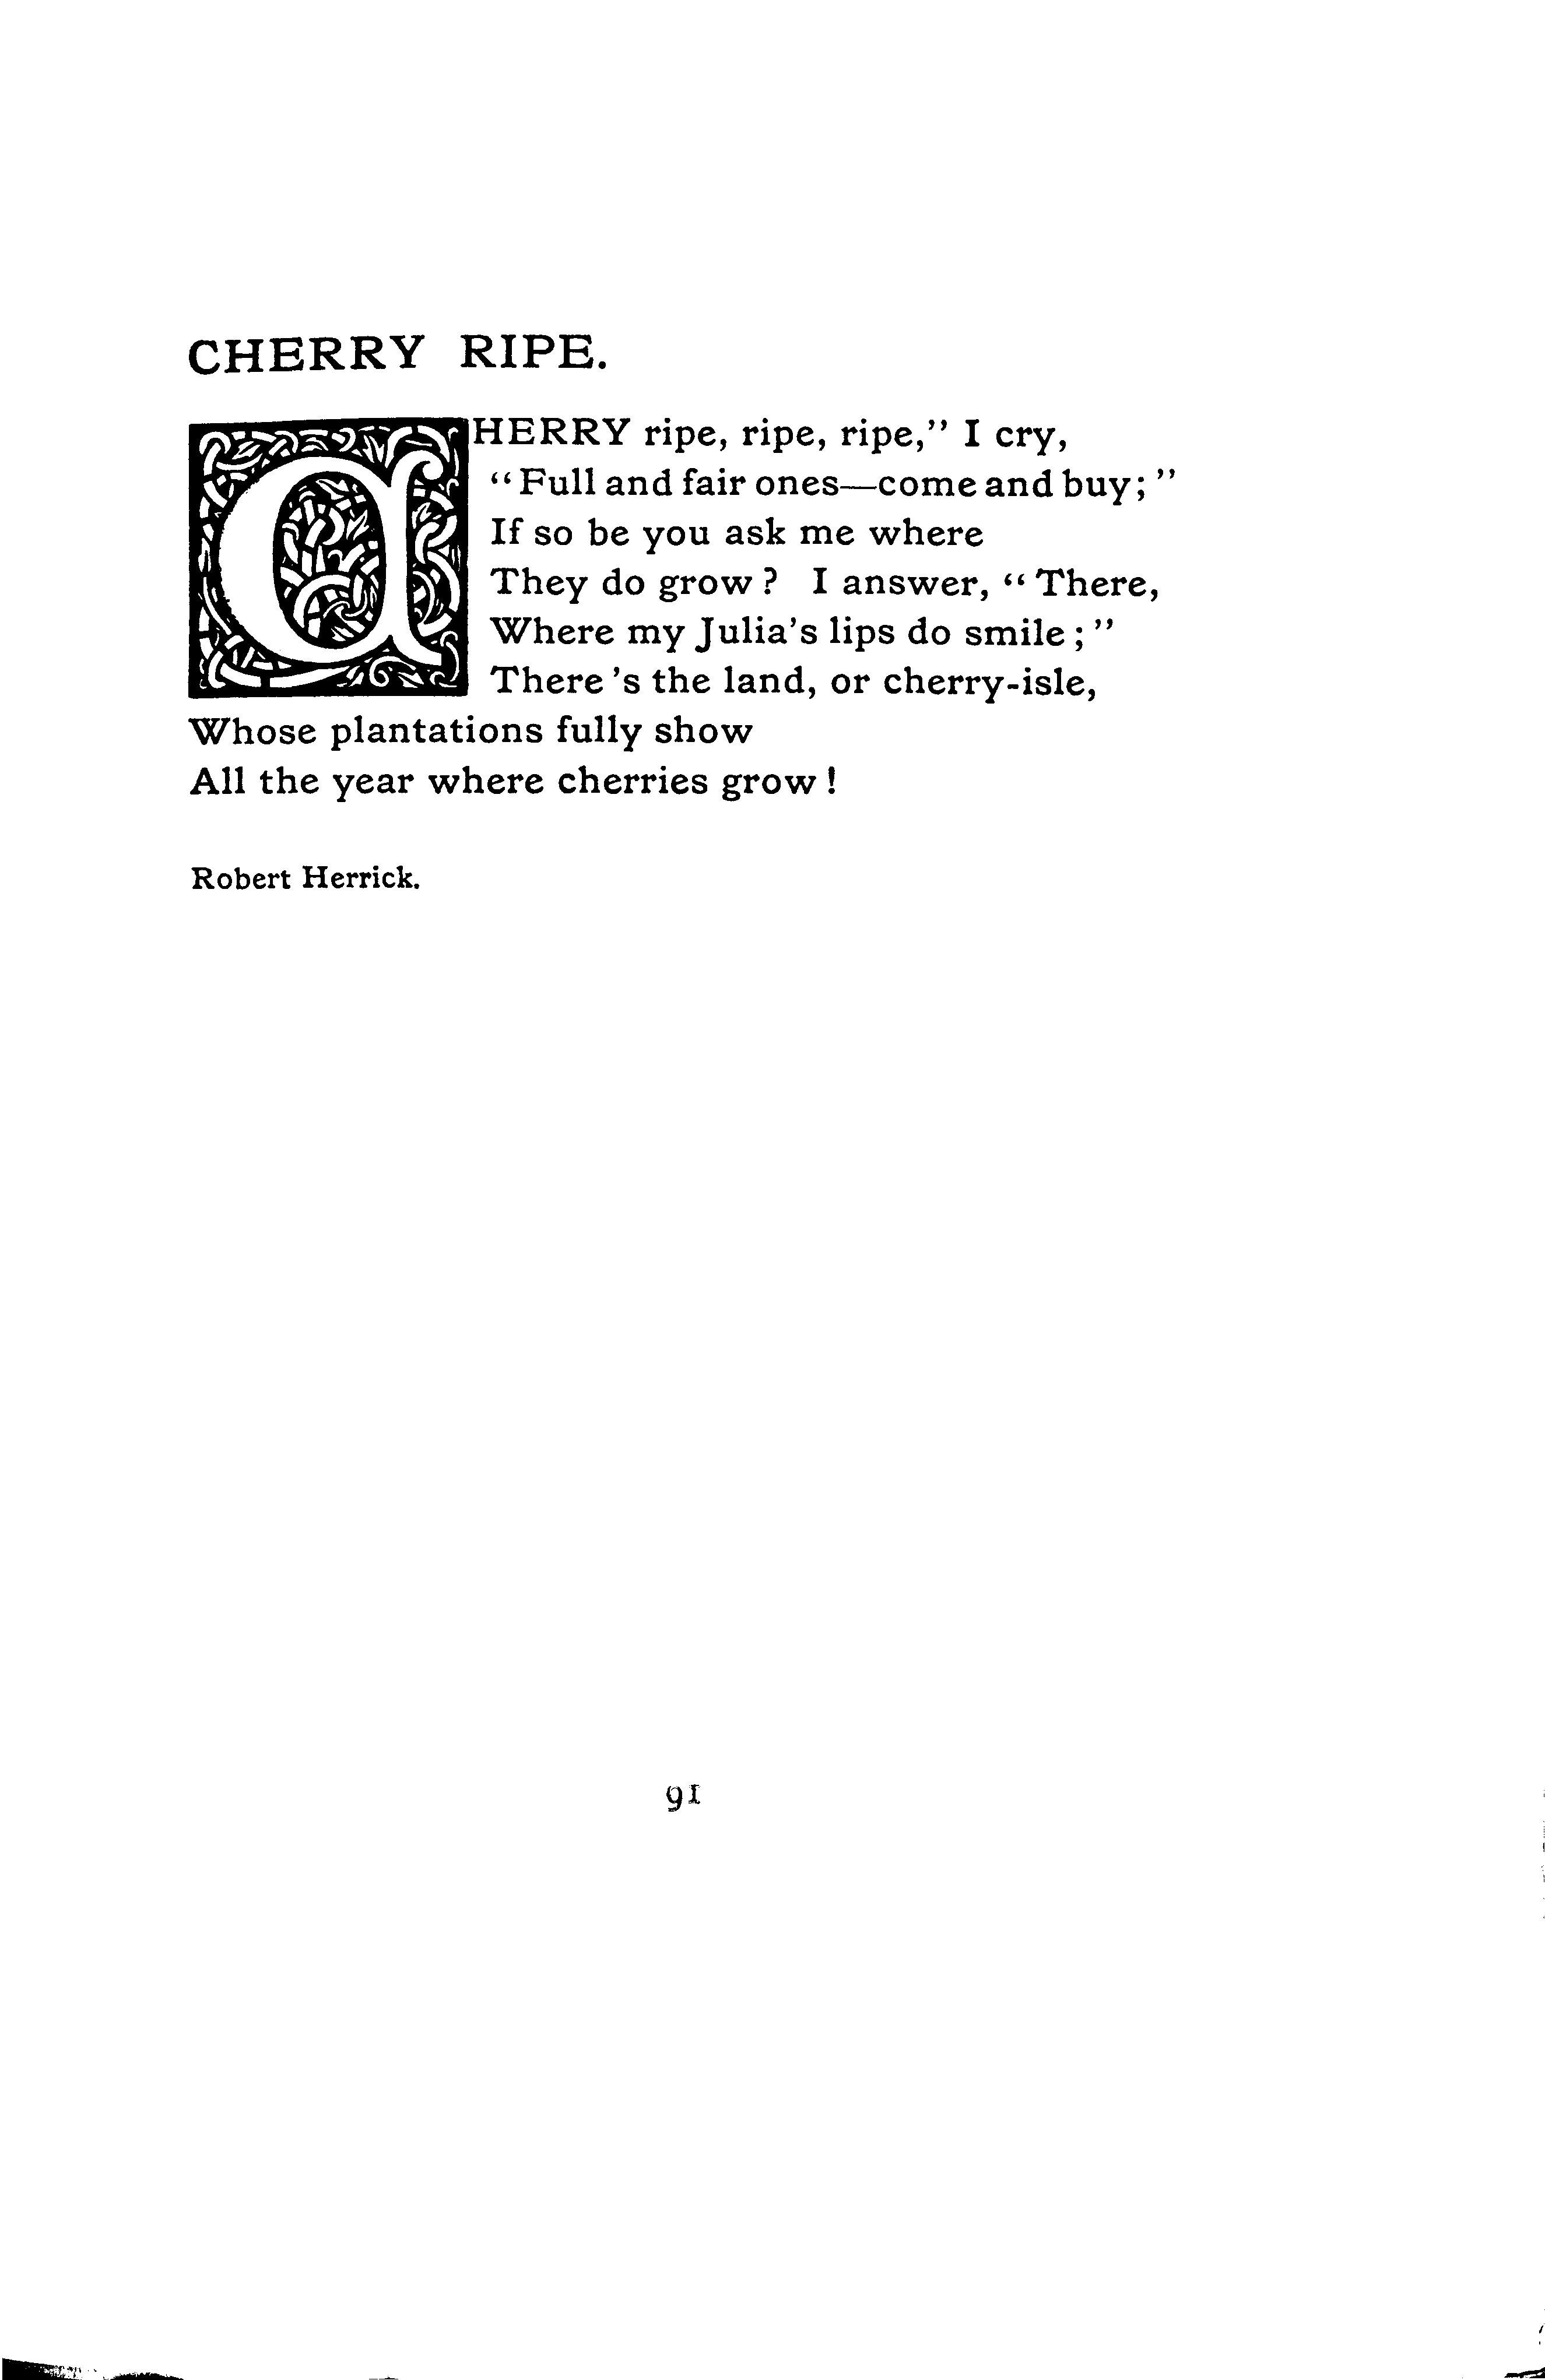 CHERRY RIPE.
CHERRY ripe, ripe, ripe,” I cry,
“Full and fair ones—come and buy;”
If so be you ask me where
They do grow? I answer, “There,
Where my Julia's lips do smile;”
There's the land, or cherry-isle,
Whose plantations fully show
All the year where cherries grow!
Robert Herrick.
91